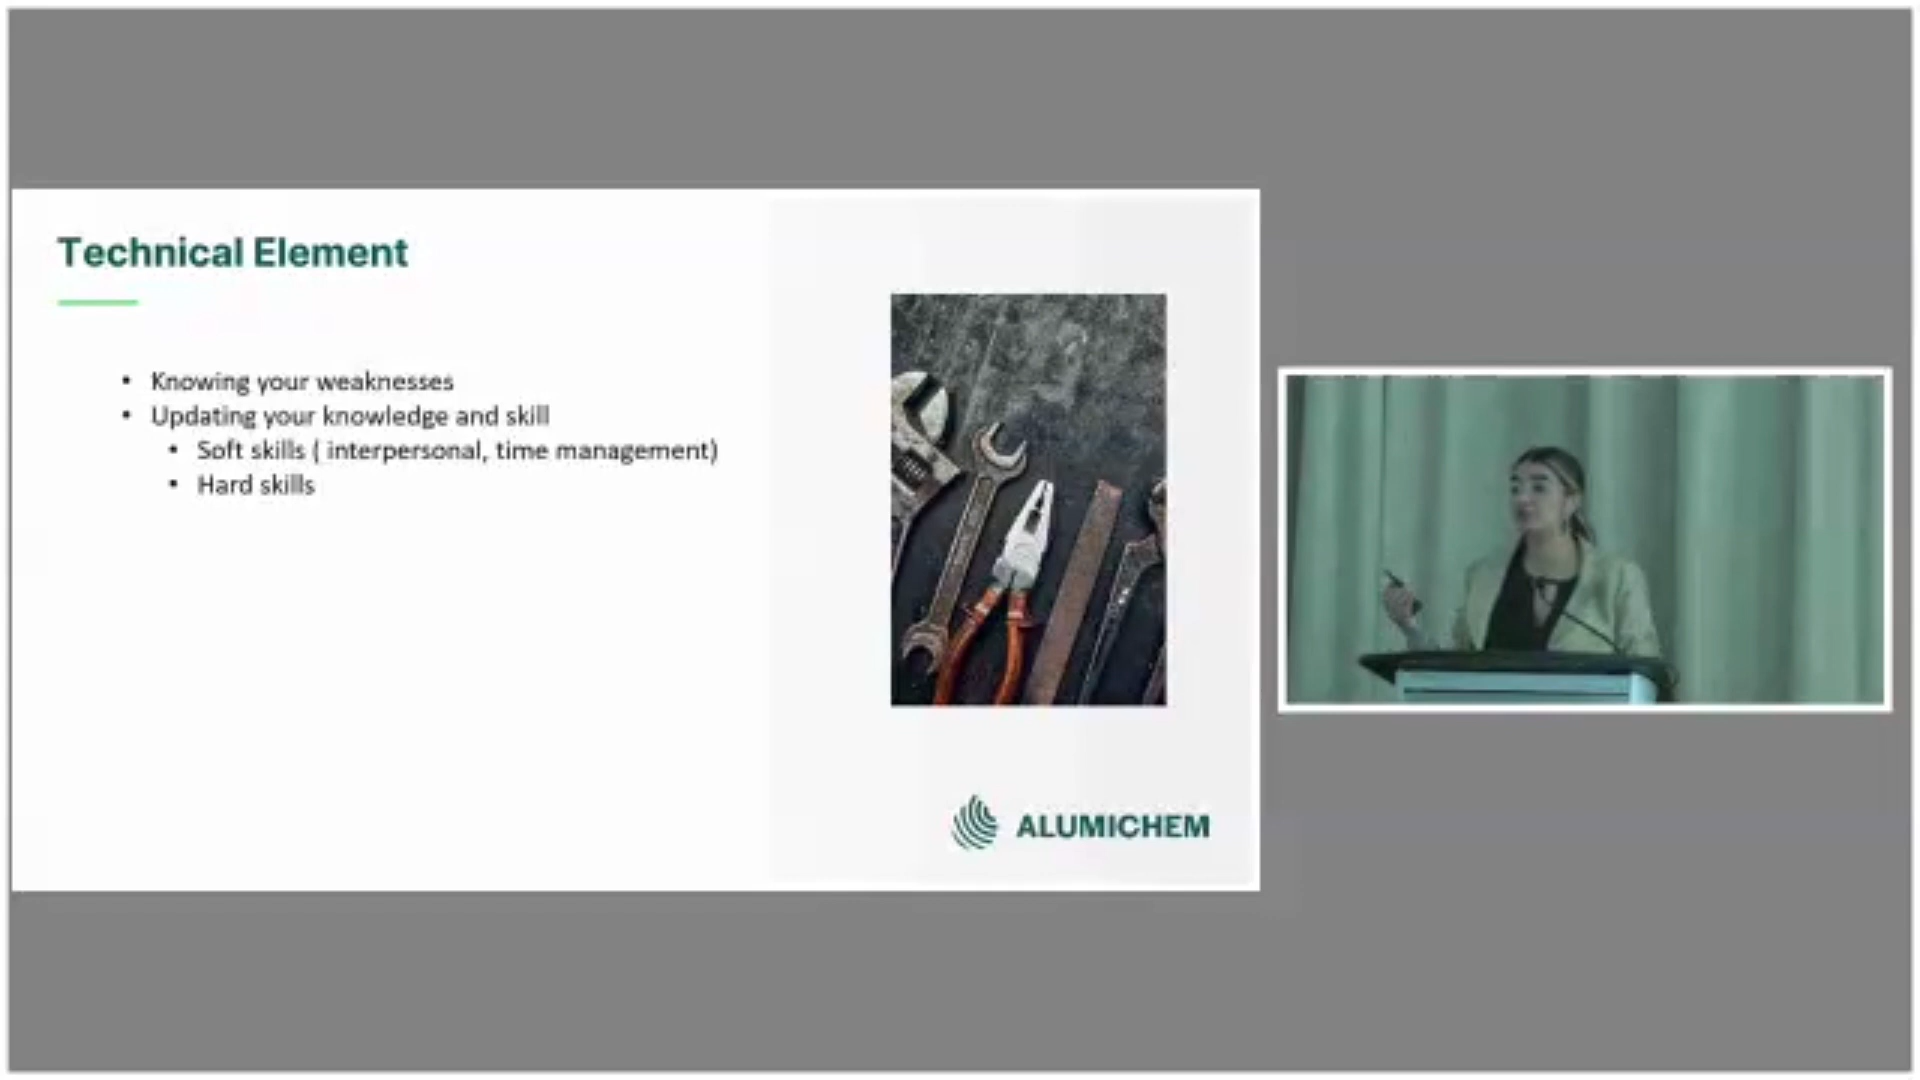 Technical Element
• Knowing your weaknesses
• Updating your knowledge and skill
• Soft skills ( interpersonal, time management)
• Hard skills
ALUMICHEM